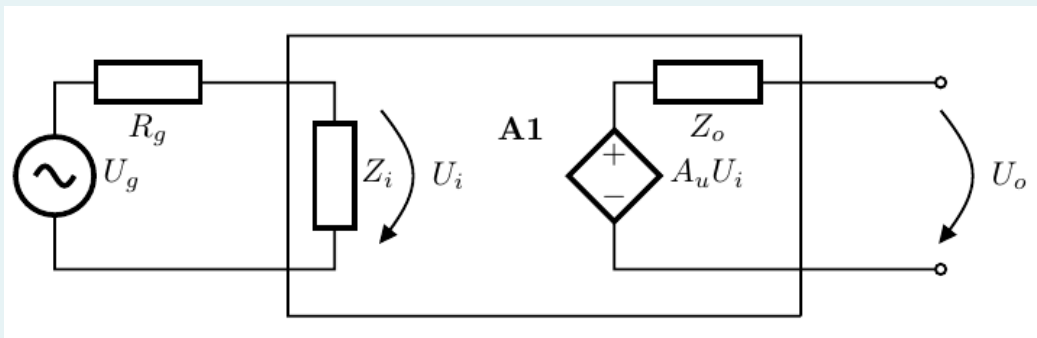 R_g
U_g
Z_i
U_i
A1
+
−
A_uU_i
Z_o
U_o